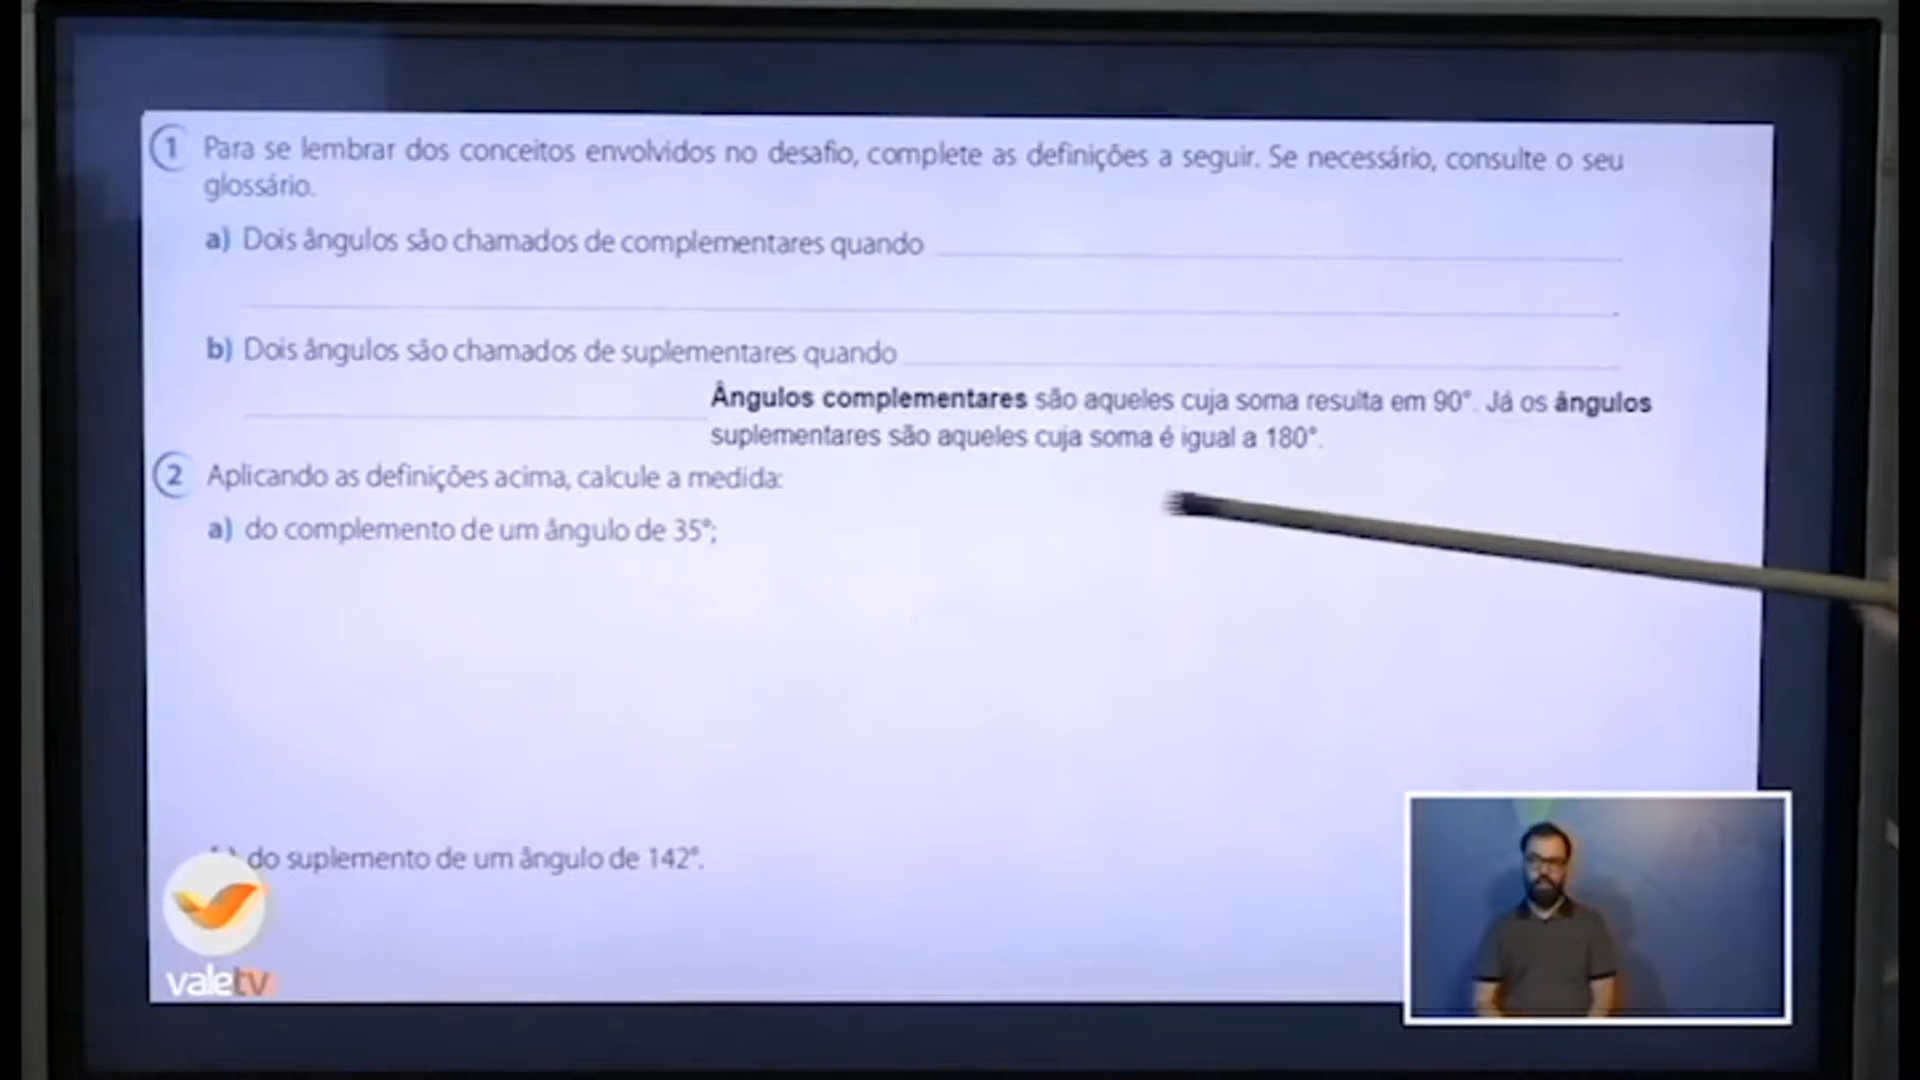 1 Para se lembrar dos conceitos envolvidos no desafio, complete as definições a seguir. Se necessário, consulte o seu
glossário.
a) Dois ângulos são chamados de complementares quando
b) Dois ângulos são chamados de suplementares quando
Ângulos complementares são aqueles cuja soma resulta em 90°. Já os ângulos
suplementares são aqueles cuja soma é igual a 180°.
2 Aplicando as definições acima, calcule a medida:
a) do complemento de um ângulo de 35°;
do suplemento de um ângulo de 142°.
valetv